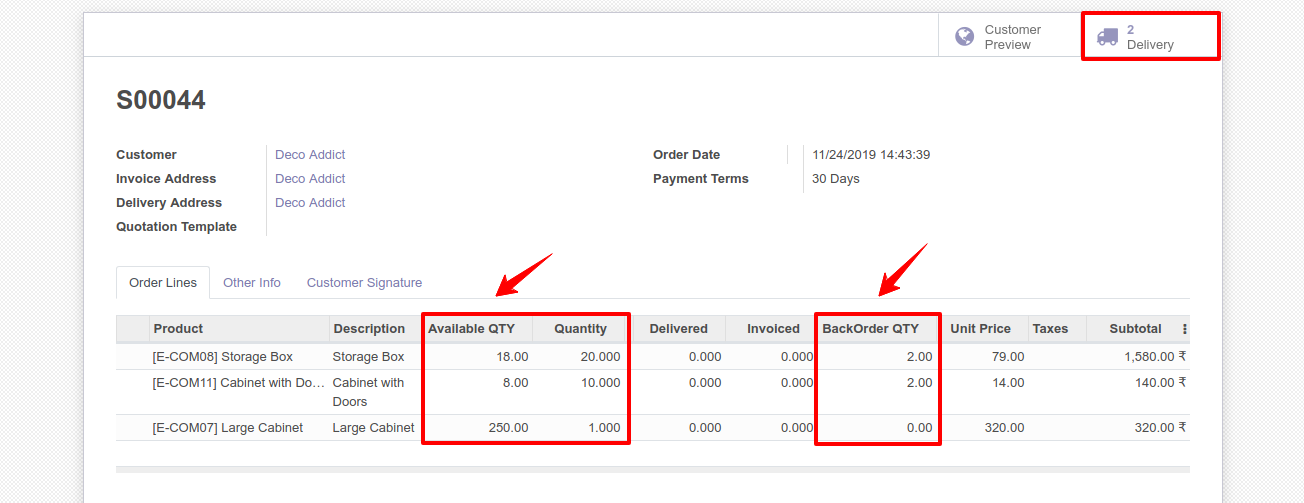 Customer Preview
2 Delivery
S00044
Customer Deco Addict Order Date 11/24/2019 14:43:39
Invoice Address Deco Addict Payment Terms 30 Days
Delivery Address Deco Addict
Quotation Template
Order Lines Other Info Customer Signature
Product Description Available QTY Quantity Delivered Invoiced BackOrder QTY Unit Price Taxes Subtotal
[E-COM08] Storage Box Storage Box 18.00 20.000 0.000 0.000 2.00 79.00 1,580.00 ₹
[E-COM11] Cabinet with Do… Cabinet with Doors 8.00 10.000 0.000 0.000 2.00 14.00 140.00 ₹
[E-COM07] Large Cabinet Large Cabinet 250.00 1.000 0.000 0.000 0.00 320.00 320.00 ₹